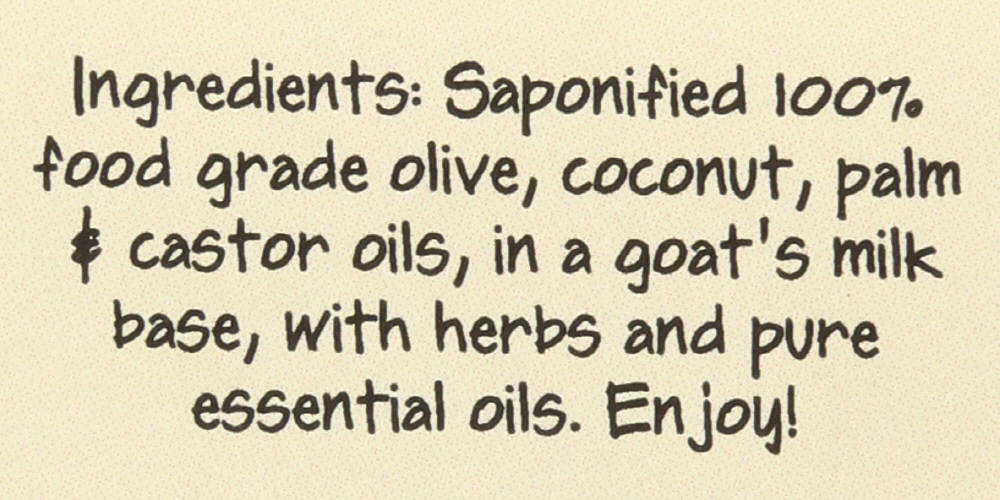 Ingredients: Saponified 100%
food grade olive, coconut, palm
& castor oils, in a goat's milk
base, with herbs and pure
essential oils. Enjoy!